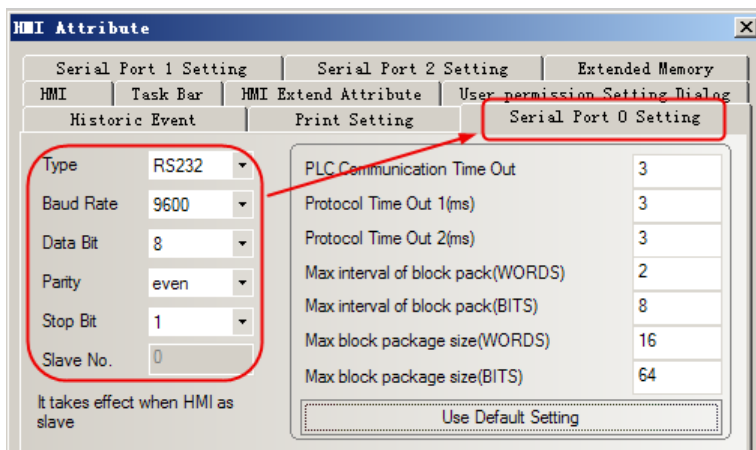 HMI Attribute
Serial Port 1 Setting Serial Port 2 Setting Extended Memory
HMI Task Bar HMI Extend Attribute User permission Setting Dialog
Historic Event Print Setting Serial Port 0 Setting
Type RS232
Baud Rate 9600
Data Bit 8
Parity even
Stop Bit 1
Slave No. 0
It takes effect when HMI as
slave
PLC Communication Time Out 3
Protocol Time Out 1(ms) 3
Protocol Time Out 2(ms) 3
Max interval of block pack(WORDS) 2
Max interval of block pack(BITS) 8
Max block package size(WORDS) 16
Max block package size(BITS) 64
Use Default Setting